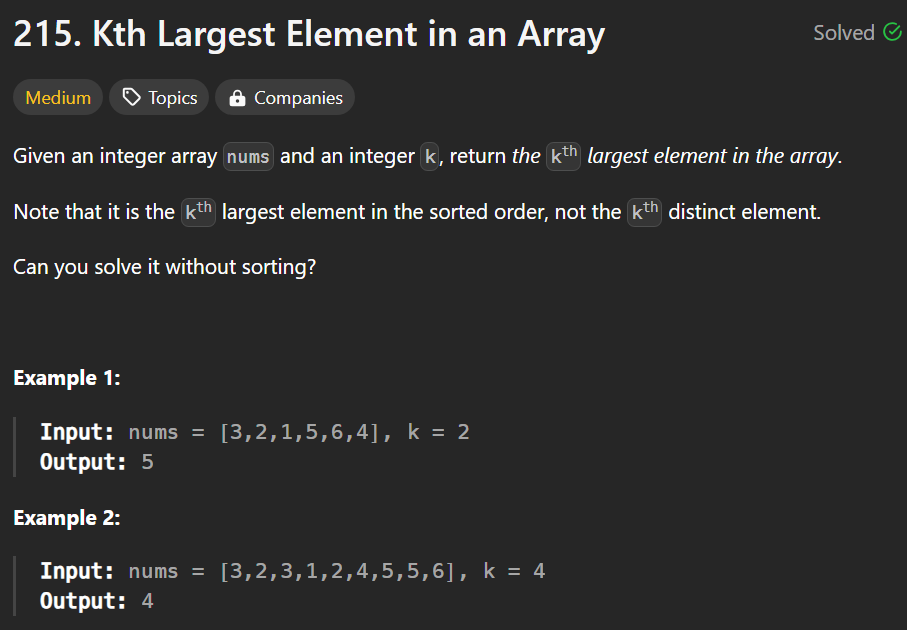 215. Kth Largest Element in an Array
Solved
Medium Topics Companies
Given an integer array nums and an integer k, return the kth largest element in the array.
Note that it is the kth largest element in the sorted order, not the kth distinct element.
Can you solve it without sorting?
Example 1:
Input: nums = [3,2,1,5,6,4], k = 2
Output: 5
Example 2:
Input: nums = [3,2,3,1,2,4,5,5,6], k = 4
Output: 4